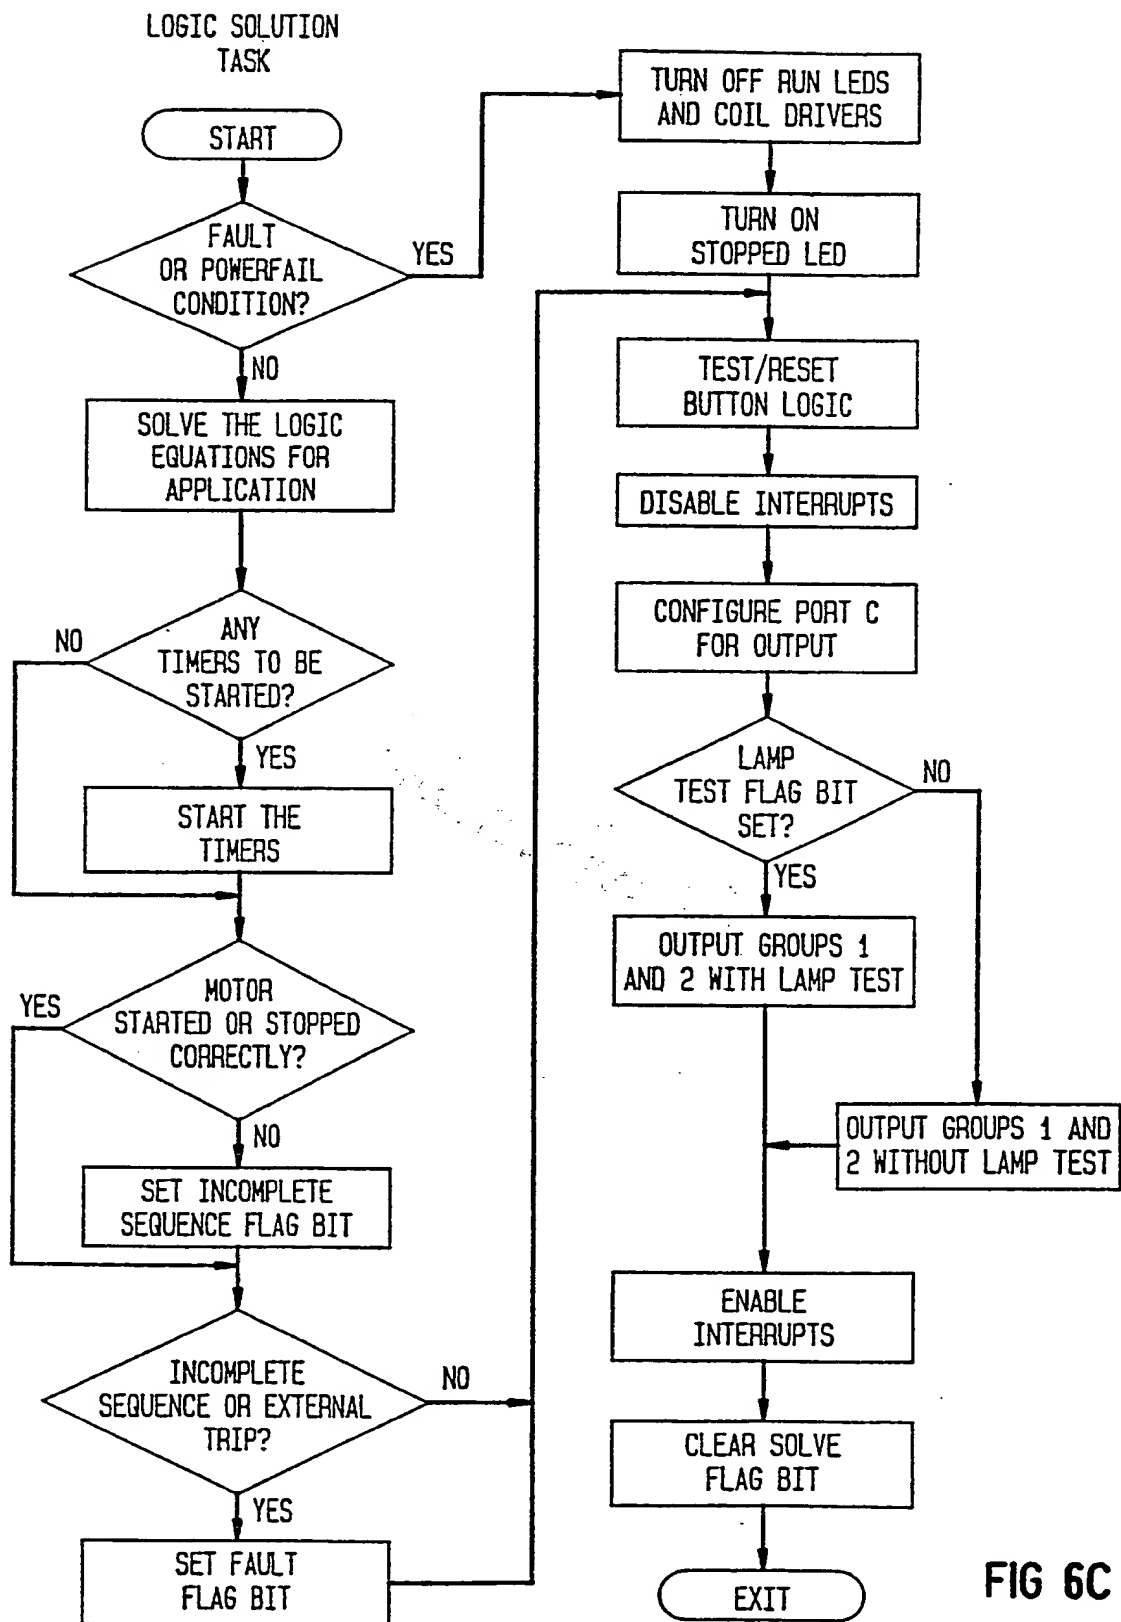 LOGIC SOLUTION
TASK
START
FAULT
OR POWERFAIL
CONDITION?
YES
NO
SOLVE THE LOGIC
EQUATIONS FOR
APPLICATION
ANY
TIMERS TO BE
STARTED?
NO
YES
START THE
TIMERS
MOTOR
STARTED OR STOPPED
CORRECTLY?
YES
NO
SET INCOMPLETE
SEQUENCE FLAG BIT
INCOMPLETE
SEQUENCE OR EXTERNAL
TRIP?
NO
YES
SET FAULT
FLAG BIT
TURN OFF RUN LEDS
AND COIL DRIVERS
TURN ON
STOPPED LED
TEST/RESET
BUTTON LOGIC
DISABLE INTERRUPTS
CONFIGURE PORT C
FOR OUTPUT
LAMP
TEST FLAG BIT
SET?
NO
YES
OUTPUT GROUPS 1
AND 2 WITH LAMP TEST
OUTPUT GROUPS 1 AND
2 WITHOUT LAMP TEST
ENABLE
INTERRUPTS
CLEAR SOLVE
FLAG BIT
EXIT
FIG 6C